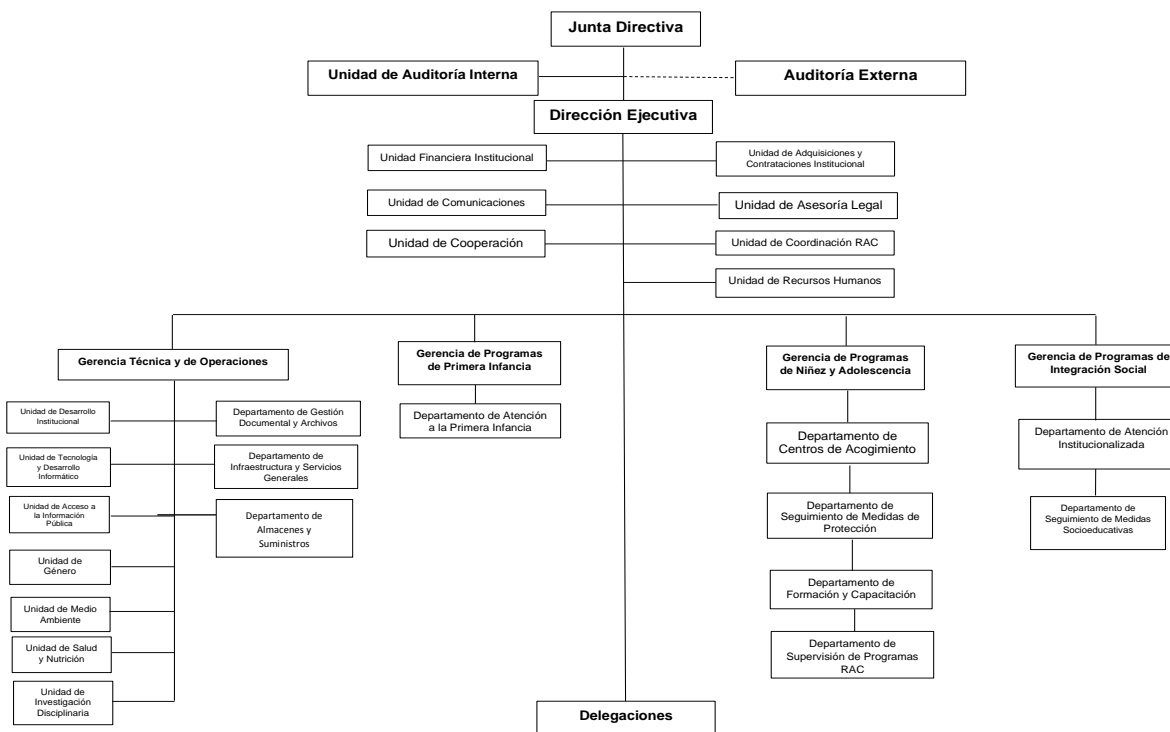 Junta Directiva
Unidad de Auditoría Interna
Auditoría Externa
Dirección Ejecutiva
Unidad Financiera Institucional
Unidad de Adquisiciones y
Contrataciones Institucional
Unidad de Comunicaciones
Unidad de Asesoría Legal
Unidad de Cooperación
Unidad de Coordinación RAC
Unidad de Recursos Humanos
Gerencia Técnica y de Operaciones
Gerencia de Programas
de Primera Infancia
Gerencia de Programas
de Niñez y Adolescencia
Gerencia de Programas de
Integración Social
Unidad de Desarrollo
Institucional
Departamento de Gestión
Documental y Archivos
Unidad de Tecnología
y Desarrollo
Informático
Departamento de
Infraestructura y Servicios
Generales
Unidad de Acceso a
la Información
Pública
Departamento de
Almacenes y
Suministros
Unidad de
Género
Unidad de Medio
Ambiente
Unidad de Salud
y Nutrición
Unidad de
Investigación
Disciplinaria
Departamento de Atención
a la Primera Infancia
Departamento de
Centros de Acogimiento
Departamento de
Seguimiento de Medidas de
Protección
Departamento de
Formación y Capacitación
Departamento de
Supervisión de Programas
RAC
Departamento de Atención
Institucionalizada
Departamento de
Seguimiento de Medidas
Socioeducativas
Delegaciones